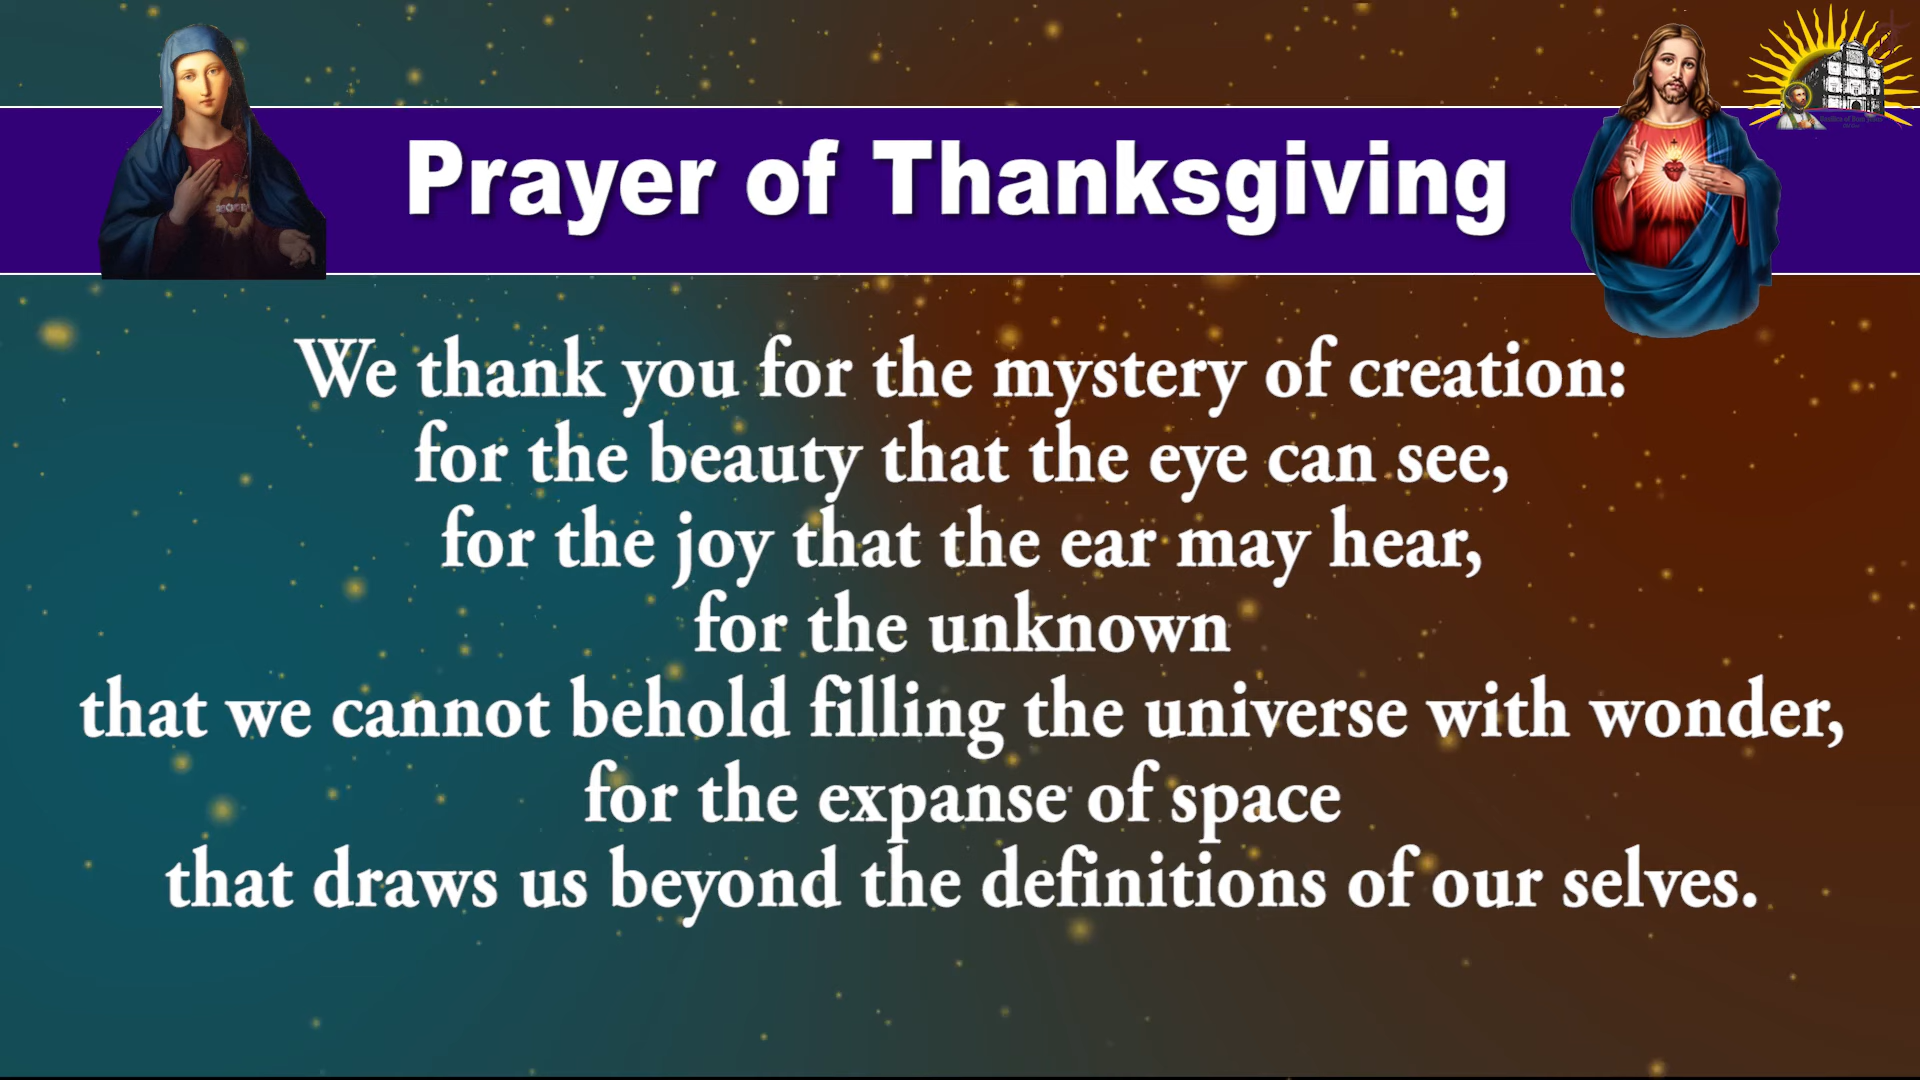 Prayer of Thanksgiving
We thank you for the mystery of creation:
for the beauty that the eye can see,
for the joy that the ear may hear,
for the unknown
that we cannot behold filling the universe with wonder,
for the expanse of space
that draws us beyond the definitions of our selves.